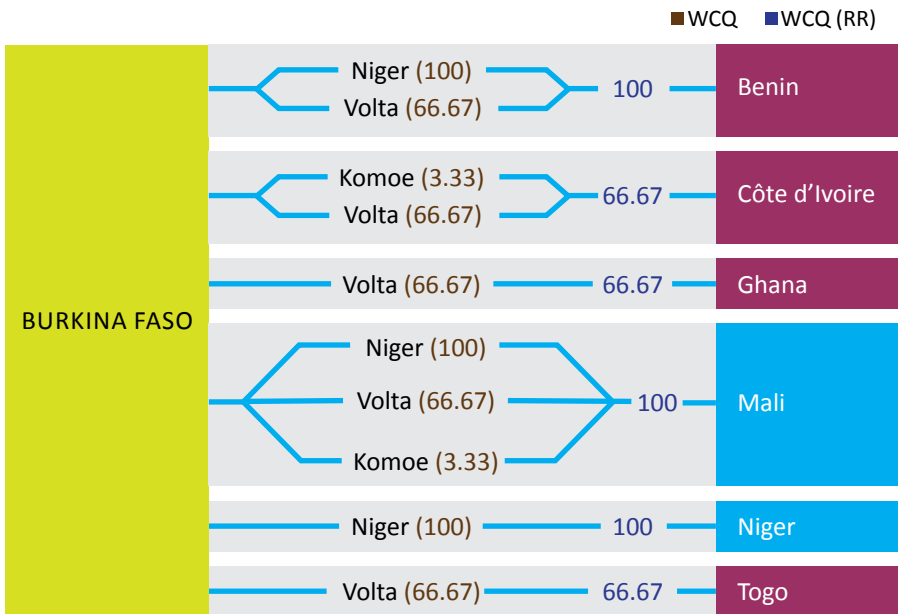 WCQ WCQ (RR)
BURKINA FASO
Niger (100)
Volta (66.67)
100
Benin
Komoe (3.33)
Volta (66.67)
66.67
Côte d’Ivoire
Volta (66.67) 66.67 Ghana
Niger (100)
Volta (66.67)
Komoe (3.33)
100
Mali
Niger (100) 100 Niger
Volta (66.67) 66.67 Togo